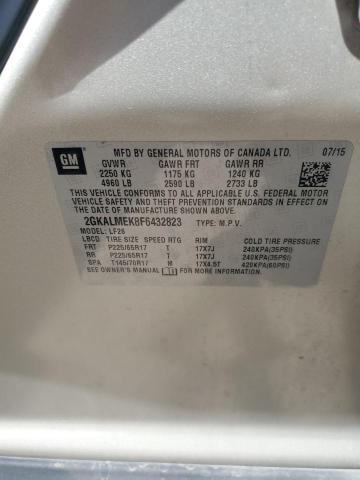 GM
MFD BY GENERAL MOTORS OF CANADA LTD. 07/15
GVWR GAWR FRT GAWR RR
2250 KG 1175 KG 1240 KG
4960 LB 2590 LB 2733 LB
THIS VEHICLE CONFORMS TO ALL APPLICABLE U.S. FEDERAL MOTOR
VEHICLE SAFETY, BUMPER, AND THEFT PREVENTION STANDARDS IN
EFFECT ON THE DATE OF MANUFACTURE SHOWN ABOVE.
2GKALMEK8F6432823 TYPE: M.P.V.
MODEL: LF26
LBCD TIRE SIZE SPEED RTG RIM COLD TIRE PRESSURE
FRT P225/65R17 T 17X7J 240KPA(35PSI)
RR P225/65R17 T 17X7J 240KPA(35PSI)
SPA T145/70R17 M 17X4.5T 420KPA(60PSI)
SEE OWNER'S MANUAL FOR MORE INFORMATION.